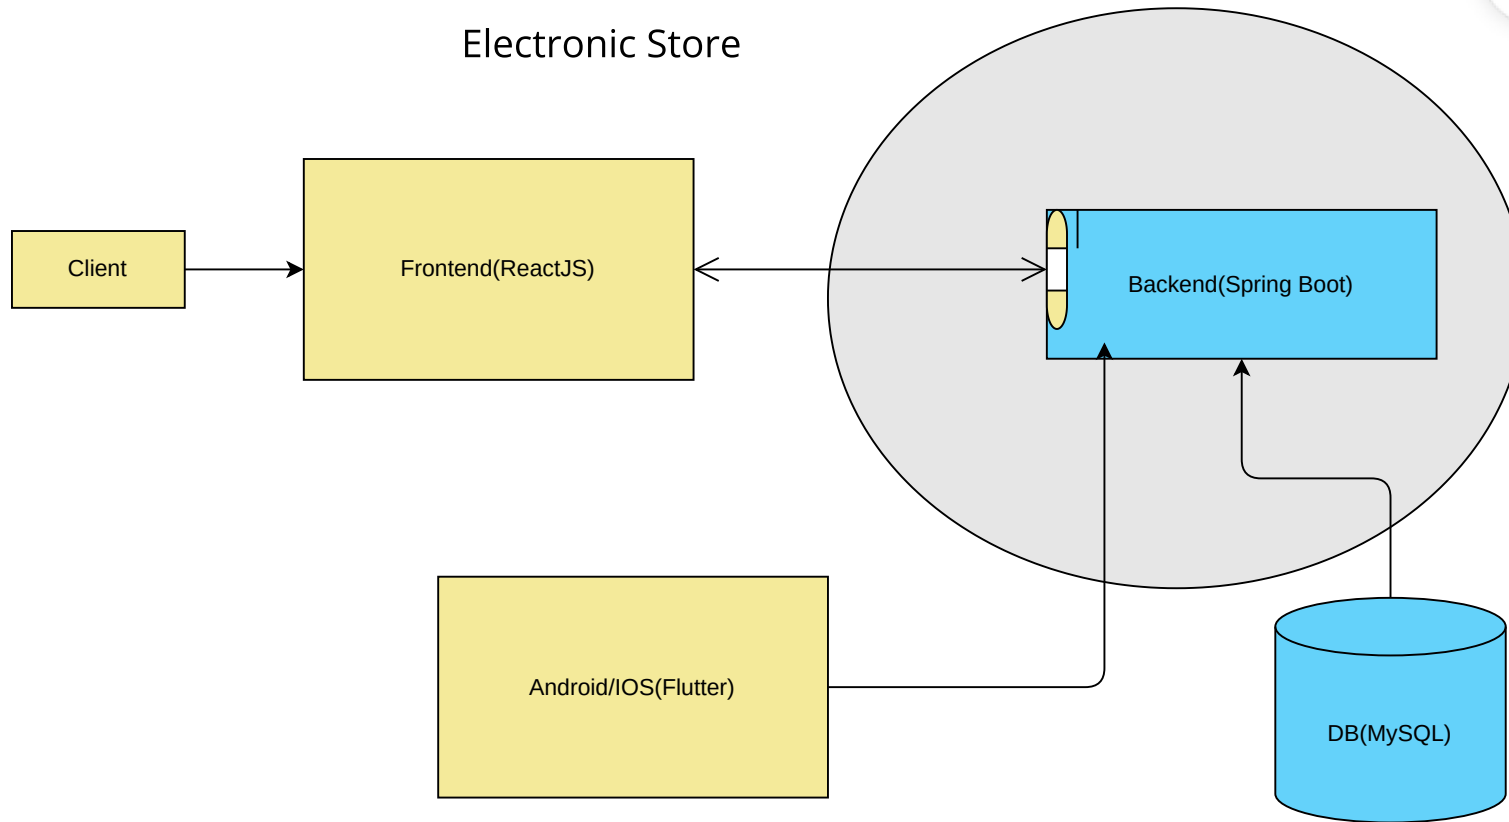 Electronic Store
Client
Frontend(ReactJS)
Backend(Spring Boot)
Android/IOS(Flutter)
DB(MySQL)